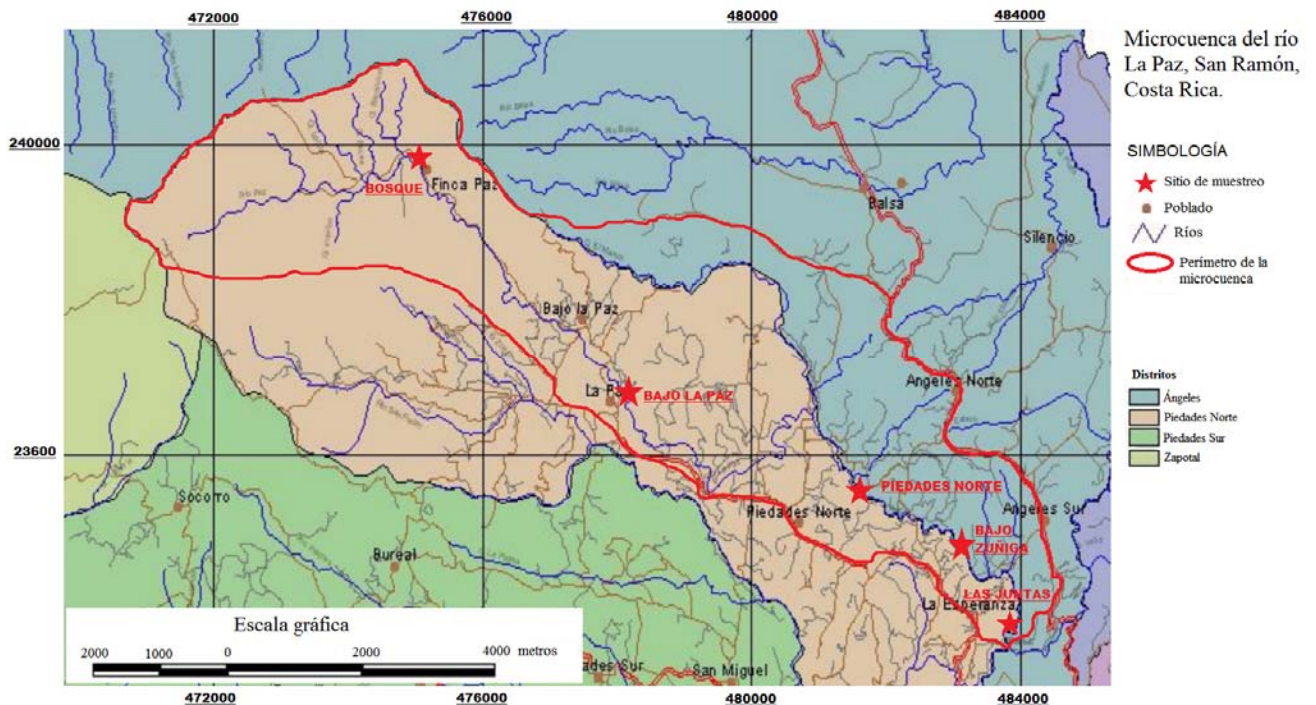 472000
476000
480000
484000
Microcuenca del río
La Paz, San Ramón,
Costa Rica.
SIMBOLOGÍA
Sitio de muestreo
Poblado
Ríos
Perímetro de la
microcuenca
Distritos
Ángeles
Piedades Norte
Piedades Sur
Zapotal
240000
BOSQUE
Finca Paz
Balsa
Silencio
Bajo la Paz
La Pa
BAJO LA PAZ
Angeles Norte
23600
Socorro
PIEDADES NORTE
Piedades Norte
Angeles Sur
BAJO
ZUÑIGA
Bureal
LAS JUNTAS
La Esperanza
Escala gráfica
2000
1000
0
2000
4000 metros
dades Sur
San Miguel
472000
476000
480000
484000